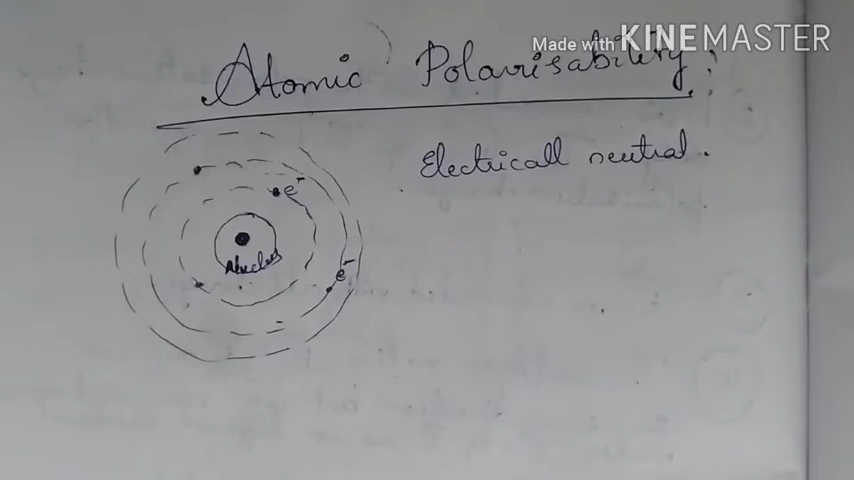 Made with KINEMASTER
Atomic Polarisability:
Electricall neutral.
e-
Nucleus
e-